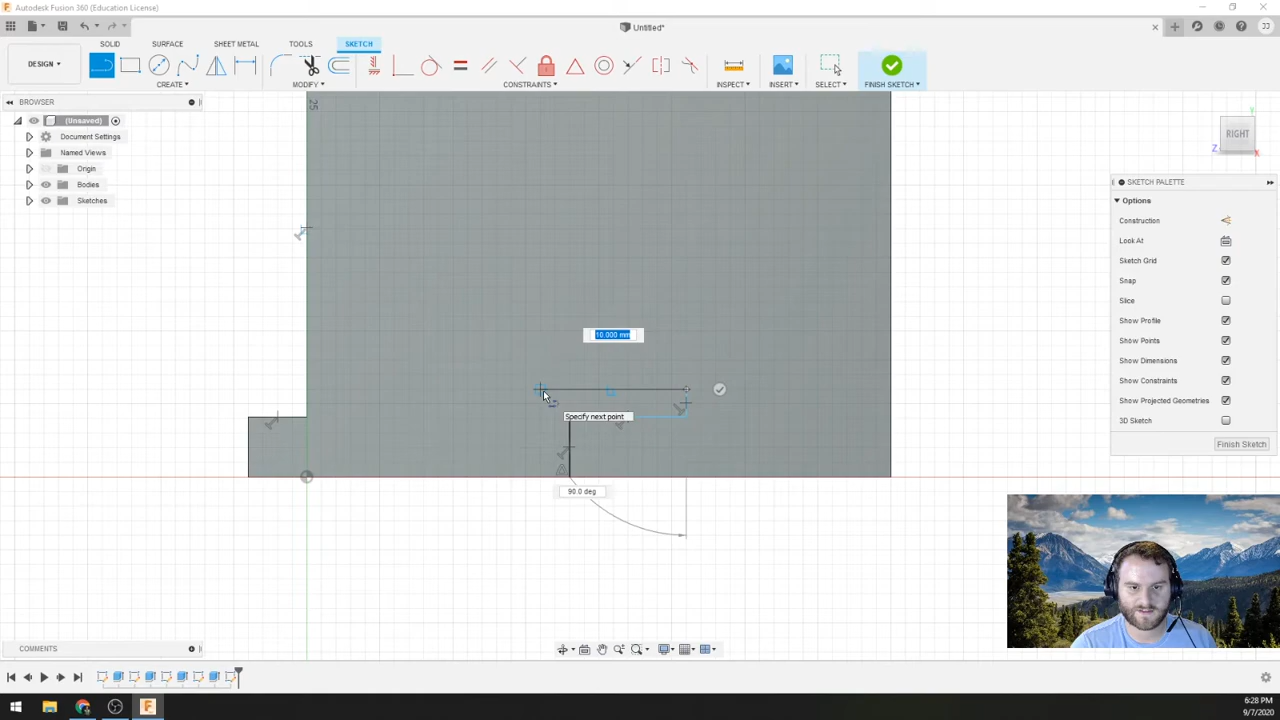 Autodesk Fusion 360 (Education License)
Untitled*
JJ
DESIGN
SOLID
SURFACE
SHEET METAL
TOOLS
SKETCH
CREATE
MODIFY
CONSTRAINTS
INSPECT
INSERT
SELECT
FINISH SKETCH
BROWSER
(Unsaved)
Document Settings
Named Views
Origin
Bodies
Sketches
25
RIGHT
Y
Z
X
SKETCH PALETTE
Options
Construction
Look At
Sketch Grid
Snap
Slice
Show Profile
Show Points
Show Dimensions
Show Constraints
Show Projected Geometries
3D Sketch
Finish Sketch
10.000 mm
Specify next point
90.0 deg
COMMENTS
6:28 PM
9/7/2020